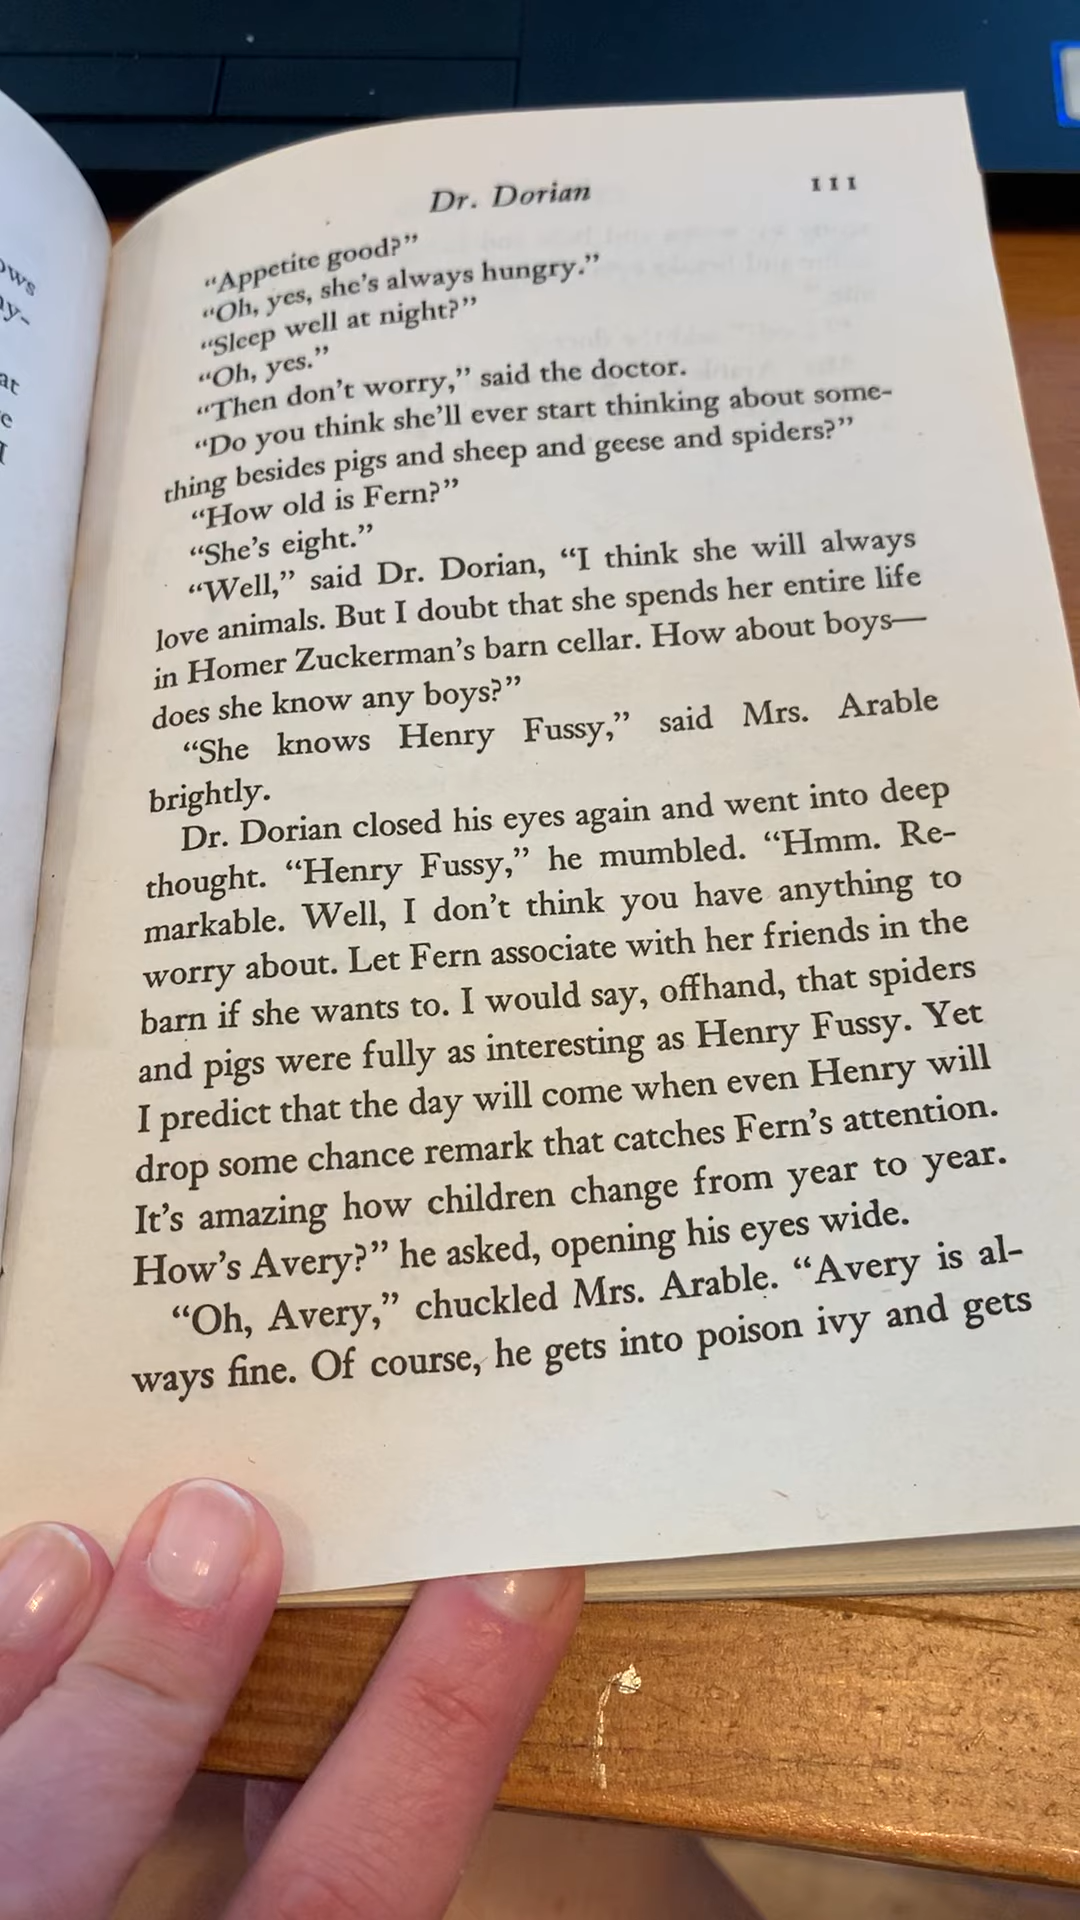 ows
ay-
at
e
I
Dr. Dorian 111
“Appetite good?”
“Oh, yes, she’s always hungry.”
“Sleep well at night?”
“Oh, yes.”
“Then don’t worry,” said the doctor.
“Do you think she’ll ever start thinking about some-
thing besides pigs and sheep and geese and spiders?”
“How old is Fern?”
“She’s eight.”
“Well,” said Dr. Dorian, “I think she will always
love animals. But I doubt that she spends her entire life
in Homer Zuckerman’s barn cellar. How about boys—
does she know any boys?”
“She knows Henry Fussy,” said Mrs. Arable
brightly.
Dr. Dorian closed his eyes again and went into deep
thought. “Henry Fussy,” he mumbled. “Hmm. Re-
markable. Well, I don’t think you have anything to
worry about. Let Fern associate with her friends in the
barn if she wants to. I would say, offhand, that spiders
and pigs were fully as interesting as Henry Fussy. Yet
I predict that the day will come when even Henry will
drop some chance remark that catches Fern’s attention.
It’s amazing how children change from year to year.
How’s Avery?” he asked, opening his eyes wide.
“Oh, Avery,” chuckled Mrs. Arable. “Avery is al-
ways fine. Of course, he gets into poison ivy and gets